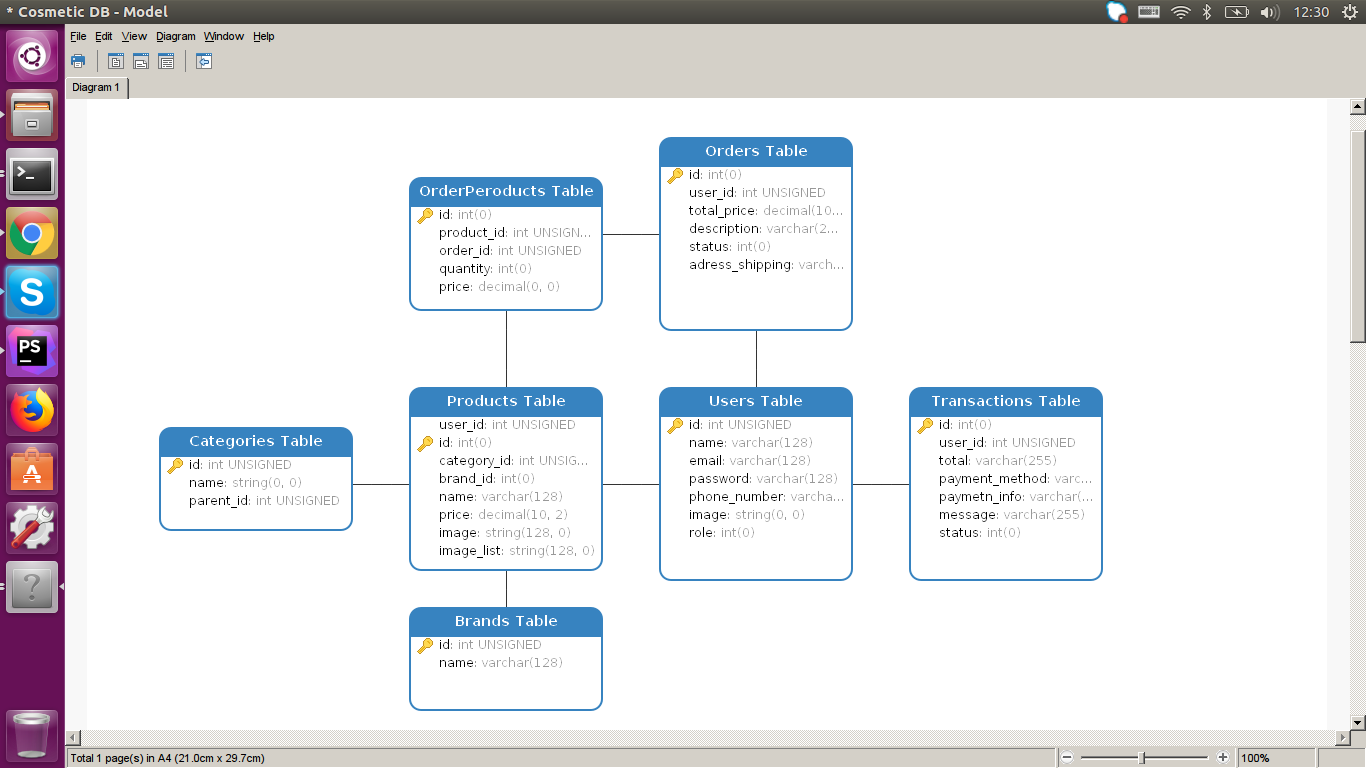 * Cosmetic DB - Model
12:30
File Edit View Diagram Window Help
Diagram 1
Orders Table
id: int(0)
user_id: int UNSIGNED
total_price: decimal(10...
description: varchar(2...
status: int(0)
adress_shipping: varch...
OrderPeroducts Table
id: int(0)
product_id: int UNSIGN...
order_id: int UNSIGNED
quantity: int(0)
price: decimal(0, 0)
Categories Table
id: int UNSIGNED
name: string(0, 0)
parent_id: int UNSIGNED
Products Table
user_id: int UNSIGNED
id: int(0)
category_id: int UNSIG...
brand_id: int(0)
name: varchar(128)
price: decimal(10, 2)
image: string(128, 0)
image_list: string(128, 0)
Users Table
id: int UNSIGNED
name: varchar(128)
email: varchar(128)
password: varchar(128)
phone_number: varcha...
image: string(0, 0)
role: int(0)
Transactions Table
id: int(0)
user_id: int UNSIGNED
total: varchar(255)
payment_method: varc...
paymetn_info: varchar(...
message: varchar(255)
status: int(0)
Brands Table
id: int UNSIGNED
name: varchar(128)
PS
Total 1 page(s) in A4 (21.0cm x 29.7cm)
100%